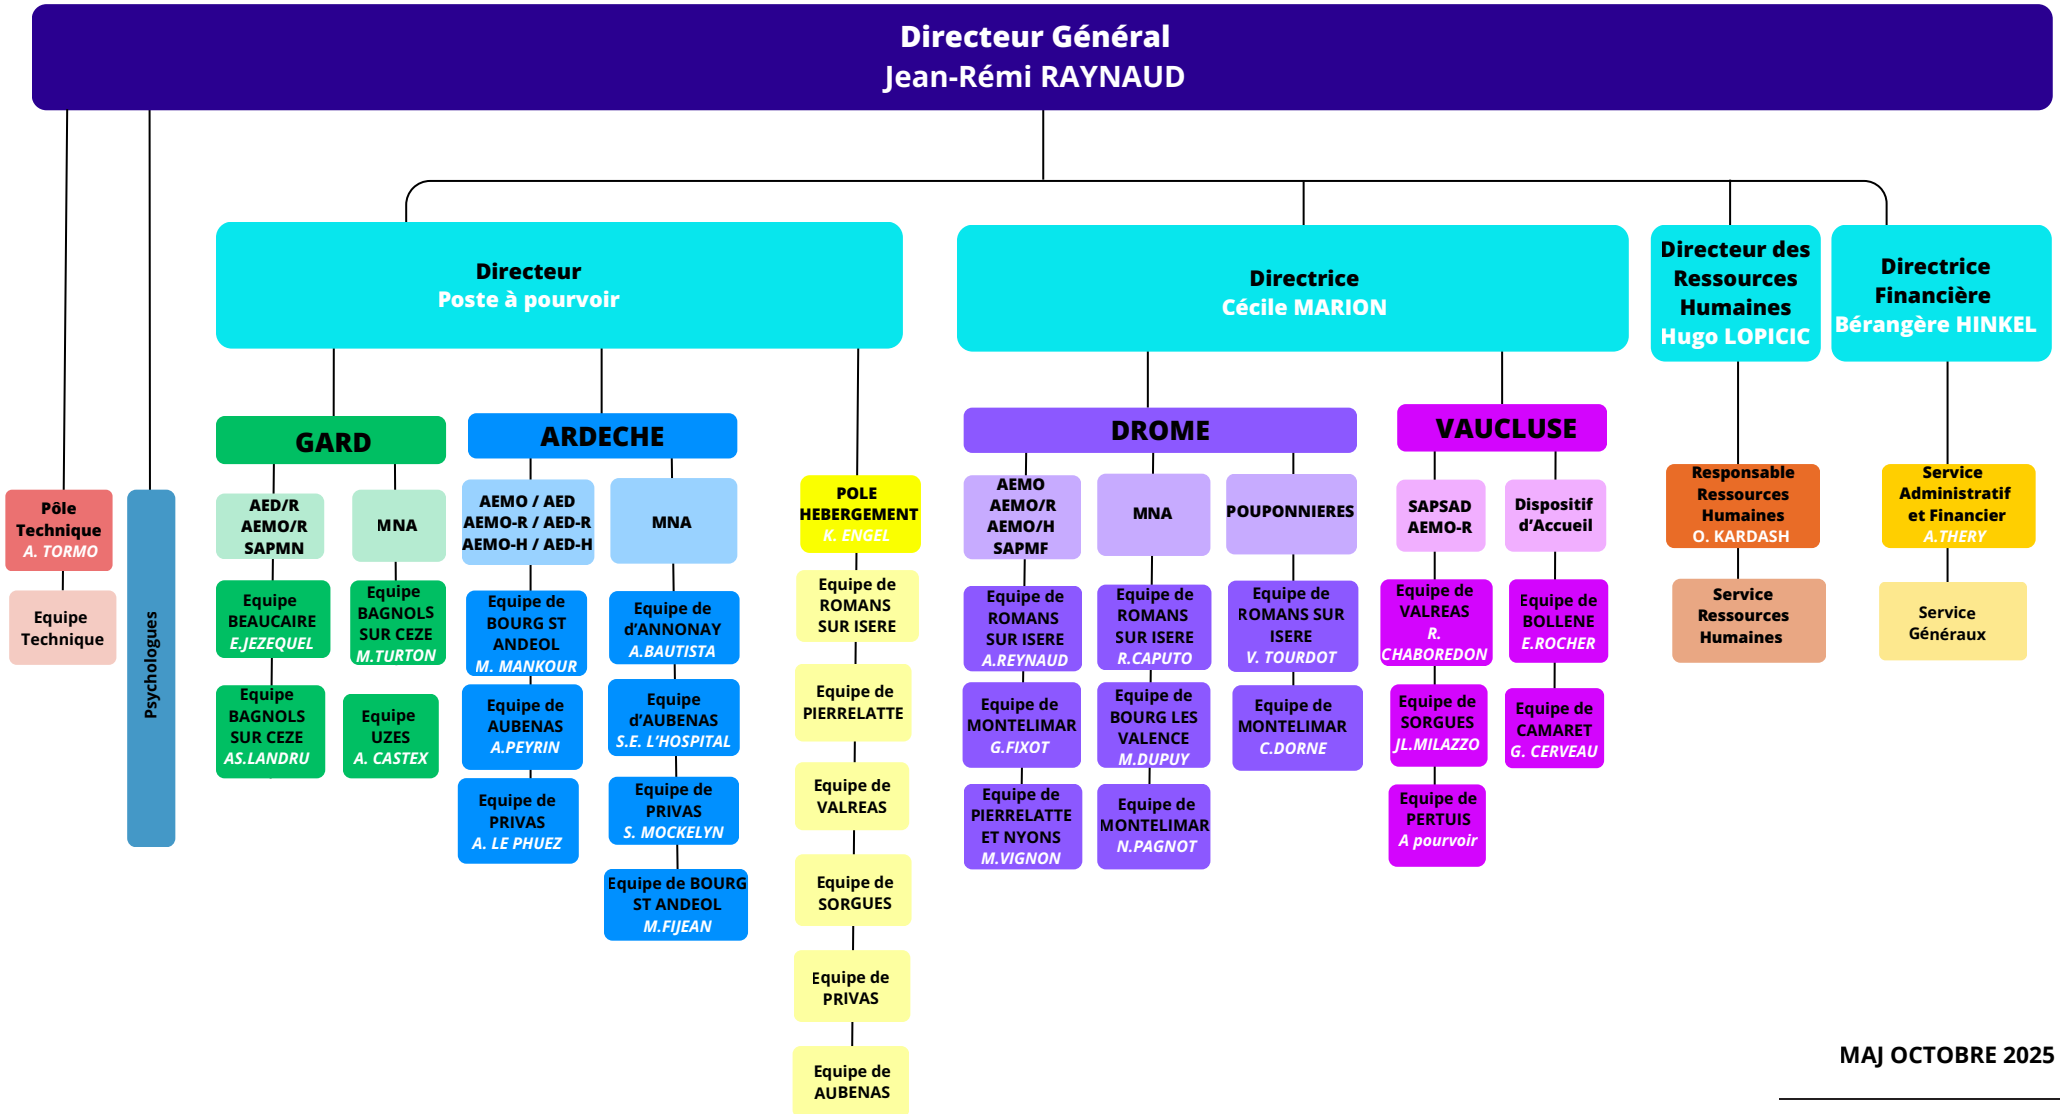 Directeur Général
Jean-Rémi RAYNAUD
Directeur
Poste à pourvoir
Directrice
Cécile MARION
Directeur des
Ressources
Humaines
Hugo LOPICIC
Directrice
Financière
Bérangère HINKEL
Pôle
Technique
A. TORMO
Equipe
Technique
Psychologues
GARD
AED/R
AEMO/R
SAPMN
Equipe
BEAUCAIRE
E.JEZEQUEL
Equipe
BAGNOLS
SUR CEZE
AS.LANDRU
MNA
Equipe
BAGNOLS
SUR CEZE
M.TURTON
Equipe
UZES
A. CASTEX
ARDECHE
AEMO / AED
AEMO-R / AED-R
AEMO-H / AED-H
Equipe de
BOURG ST
ANDEOL
M. MANKOUR
Equipe de
AUBENAS
A.PEYRIN
Equipe de
PRIVAS
A. LE PHUEZ
MNA
Equipe de
d'ANNONAY
A.BAUTISTA
Equipe
d'AUBENAS
S.E. L'HOSPITAL
Equipe de
PRIVAS
S. MOCKELYN
Equipe de BOURG
ST ANDEOL
M.FIJEAN
POLE
HEBERGEMENT
K. ENGEL
Equipe de
ROMANS
SUR ISERE
Equipe de
PIERRELATTE
Equipe de
VALREAS
Equipe de
SORGUES
Equipe de
PRIVAS
Equipe de
AUBENAS
DROME
AEMO
AEMO/R
AEMO/H
SAPMF
Equipe de
ROMANS
SUR ISERE
A.REYNAUD
Equipe de
MONTELIMAR
G.FIXOT
Equipe de
PIERRELATTE
ET NYONS
M.VIGNON
MNA
Equipe de
ROMANS
SUR ISERE
R.CAPUTO
Equipe de
BOURG LES
VALENCE
M.DUPUY
Equipe de
MONTELIMAR
N.PAGNOT
POUPONNIERES
Equipe de
ROMANS SUR
ISERE
V. TOURDOT
Equipe de
MONTELIMAR
C.DORNE
VAUCLUSE
SAPSAD
AEMO-R
Equipe de
VALREAS
R.
CHABOREDON
Equipe de
SORGUES
JL.MILAZZO
Equipe de
PERTUIS
A pourvoir
Dispositif
d'Accueil
Equipe de
BOLLENE
E.ROCHER
Equipe de
CAMARET
G. CERVEAU
Responsable
Ressources
Humaines
O. KARDASH
Service
Ressources
Humaines
Service
Administratif
et Financier
A.THERY
Service
Généraux
MAJ OCTOBRE 2025